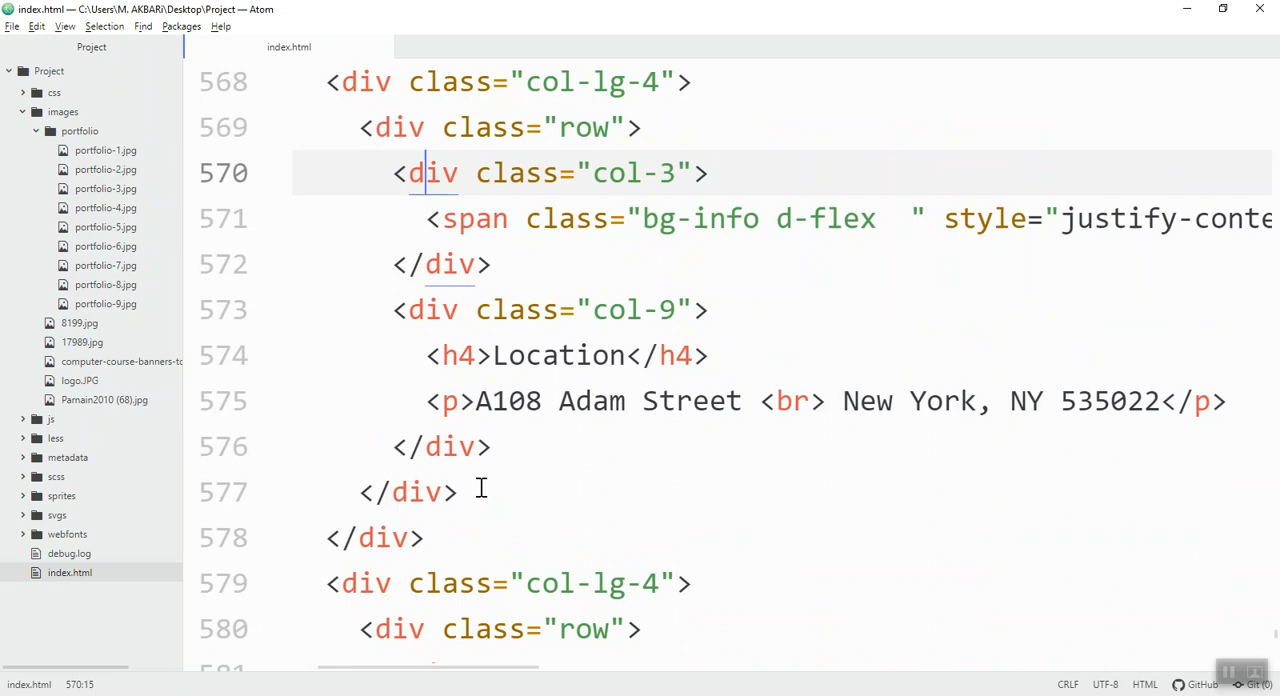 index.html — C:\Users\M. AKBARi\Desktop\Project — Atom
File Edit View Selection Find Packages Help
Project
index.html
Project
css
images
portfolio
portfolio-1.jpg
portfolio-2.jpg
portfolio-3.jpg
portfolio-4.jpg
portfolio-5.jpg
portfolio-6.jpg
portfolio-7.jpg
portfolio-8.jpg
portfolio-9.jpg
8199.jpg
17989.jpg
computer-course-banners-to
logo.JPG
Parnain2010 (68).jpg
js
less
metadata
scss
sprites
svgs
webfonts
debug.log
index.html
568 <div class="col-lg-4">
569 <div class="row">
570 <div class="col-3">
571 <span class="bg-info d-flex  " style="justify-conte
572 </div>
573 <div class="col-9">
574 <h4>Location</h4>
575 <p>A108 Adam Street <br> New York, NY 535022</p>
576 </div>
577 </div>
578 </div>
579 <div class="col-lg-4">
580 <div class="row">
index.html 570:15 CRLF UTF-8 HTML GitHub Git (0)